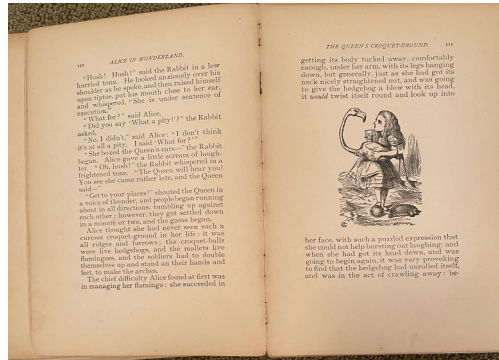 110
ALICE IN WONDERLAND.
"Hush! Hush!" said the Rabbit in a low
hurried tone. He looked anxiously over his
shoulder as he spoke, and then raised himself
upon tiptoe, put his mouth close to her ear,
and whispered, "She is under sentence of
execution."
"What for?" said Alice.
"Did you say 'What a pity!'?" the Rabbit
asked.
"No, I didn't," said Alice: "I don't think
it's at all a pity. I said 'What for?'"
"She boxed the Queen's ears—" the Rabbit
began. Alice gave a little scream of laugh-
ter. "Oh, hush!" the Rabbit whispered in a
frightened tone. "The Queen will hear you!
You see she came rather late, and the Queen
said—"
"Get to your places!" shouted the Queen in
a voice of thunder, and people began running
about in all directions, tumbling up against
each other; however, they got settled down
in a minute or two, and the game began.
Alice thought she had never seen such a
curious croquet-ground in her life: it was
all ridges and furrows; the croquet-balls
were live hedgehogs, and the mallets live
flamingoes, and the soldiers had to double
themselves up and stand on their hands and
feet, to make the arches.
The chief difficulty Alice found at first was
in managing her flamingo: she succeeded in
THE QUEEN'S CROQUET-GROUND.
111
getting its body tucked away, comfortably
enough, under her arm, with its legs hanging
down, but generally, just as she had got its
neck nicely straightened out, and was going
to give the hedgehog a blow with its head,
it would twist itself round and look up into
her face, with such a puzzled expression that
she could not help bursting out laughing: and
when she had got its head down, and was
going to begin again, it was very provoking
to find that the hedgehog had unrolled itself,
and was in the act of crawling away: be-